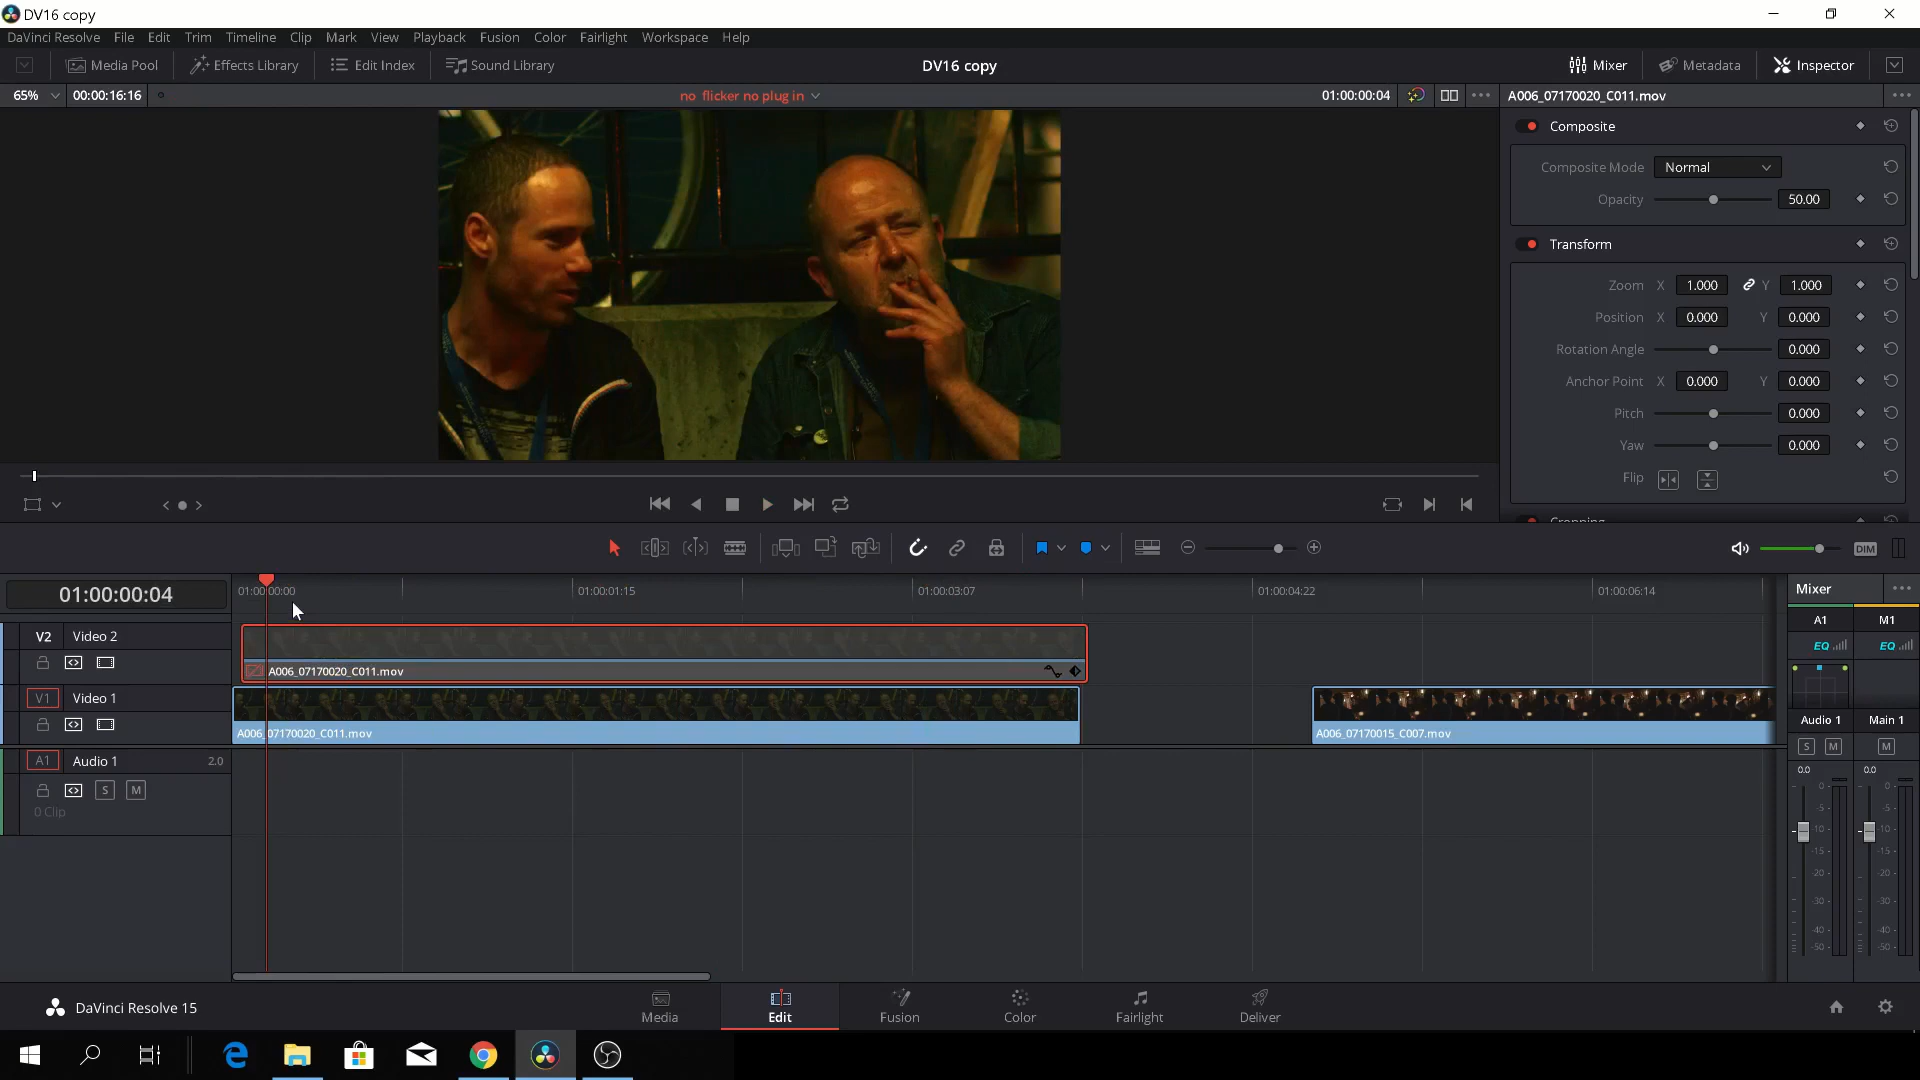 DV16 copy
DaVinci Resolve File Edit Trim Timeline Clip Mark View Playback Fusion Color Fairlight Workspace Help
Media Pool Effects Library Edit Index Sound Library DV16 copy Mixer Metadata Inspector
65% 00:00:16:16 no flicker no plug in 01:00:00:04 A006_07170020_C011.mov
Composite
Composite Mode Normal
Opacity 50.00
Transform
Zoom X 1.000 Y 1.000
Position X 0.000 Y 0.000
Rotation Angle 0.000
Anchor Point X 0.000 Y 0.000
Pitch 0.000
Yaw 0.000
Flip
Cropping
DIM
01:00:00:04 01:00:00:00 01:00:01:15 01:00:03:07 01:00:04:22 01:00:06:14 Mixer
A1 M1
V2 Video 2
EQ EQ
A006_07170020_C011.mov
V1 Video 1
Audio 1 Main 1
A006_07170020_C011.mov A006_07170015_C007.mov
S M M
A1 Audio 1 2.0
0.0 0.0
S M
0 Clip
0 0
-5 -5
-10 -10
-15 -15
-20 -20
-30 -30
-40 -40
-50 -50
DaVinci Resolve 15 Media Edit Fusion Color Fairlight Deliver